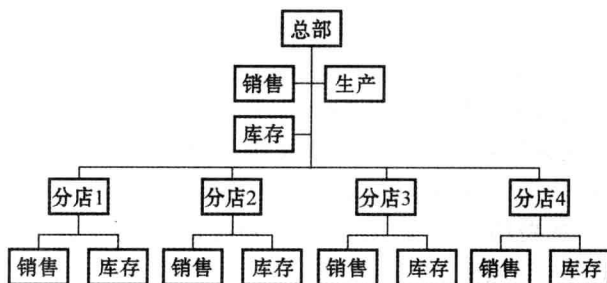 总部
销售 生产
库存
分店1 分店2 分店3 分店4
销售 库存 销售 库存 销售 库存 销售 库存